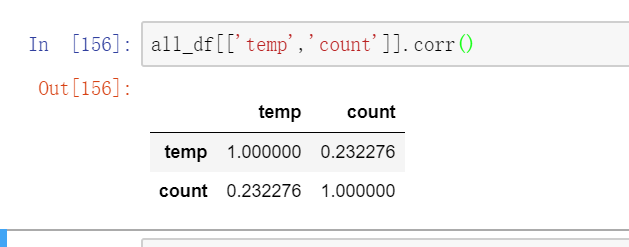 In [156]: all_df[['temp','count']].corr()
Out[156]:
temp count
temp 1.000000 0.232276
count 0.232276 1.000000